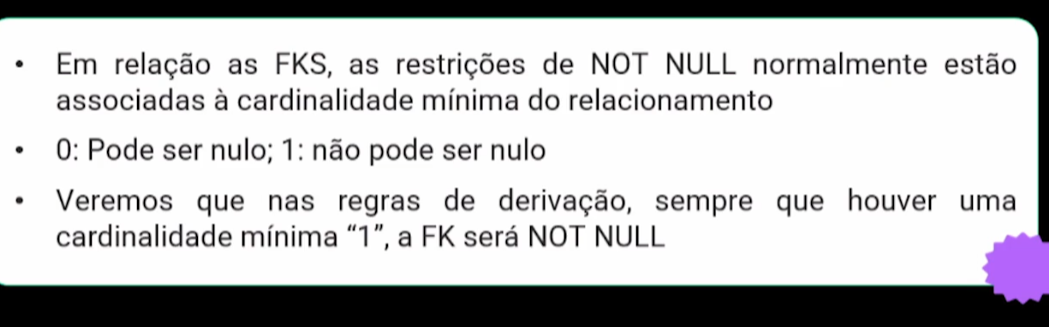 • Em relação as FKS, as restrições de NOT NULL normalmente estão
associadas à cardinalidade mínima do relacionamento
• 0: Pode ser nulo; 1: não pode ser nulo
• Veremos que nas regras de derivação, sempre que houver uma
cardinalidade mínima “1”, a FK será NOT NULL